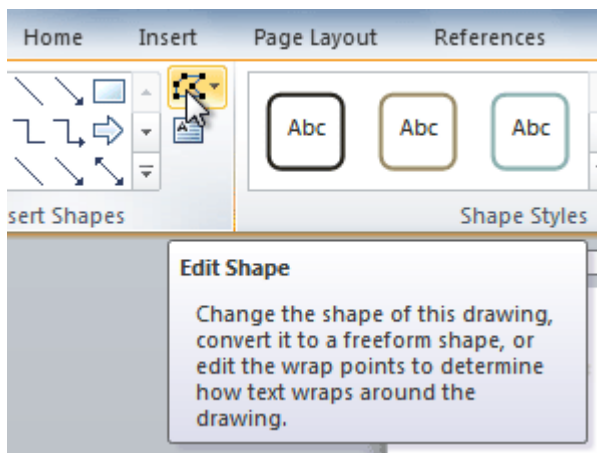 Home Insert Page Layout References
Abc Abc Abc
sert Shapes Shape Styles
Edit Shape
Change the shape of this drawing,
convert it to a freeform shape, or
edit the wrap points to determine
how text wraps around the
drawing.